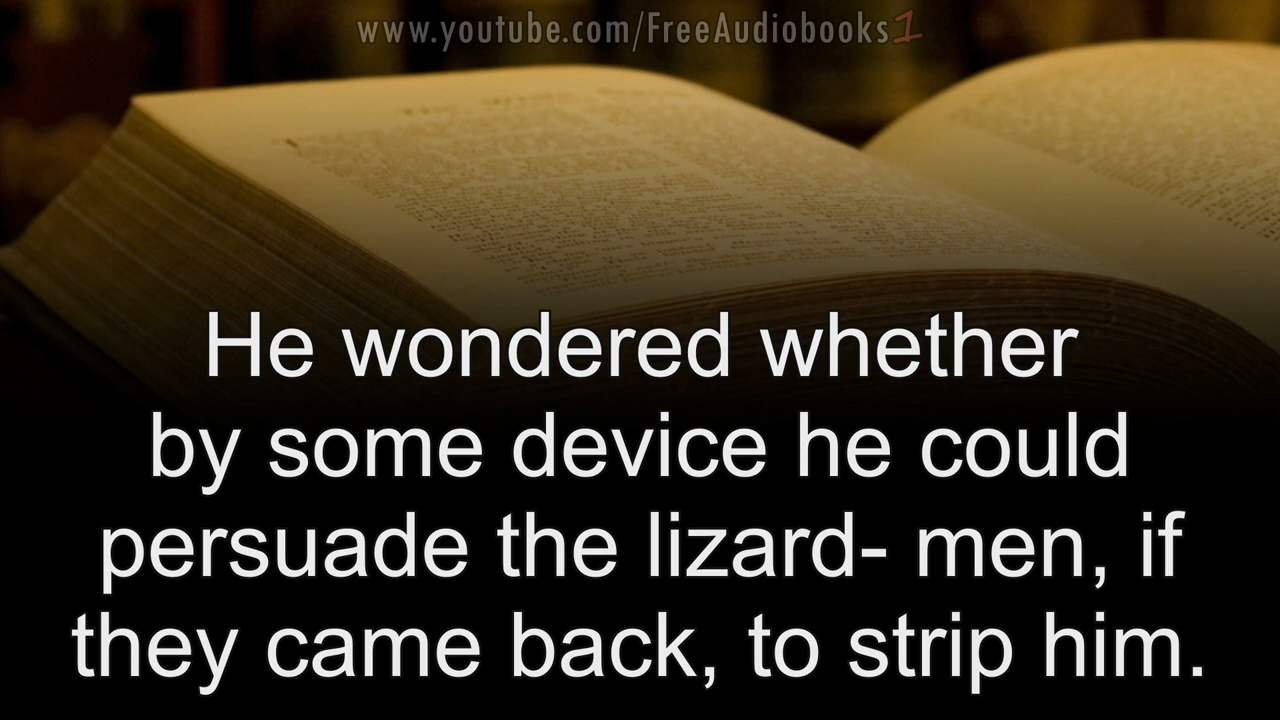 www.youtube.com/FreeAudiobooks1
He wondered whether
by some device he could
persuade the lizard- men, if
they came back, to strip him.